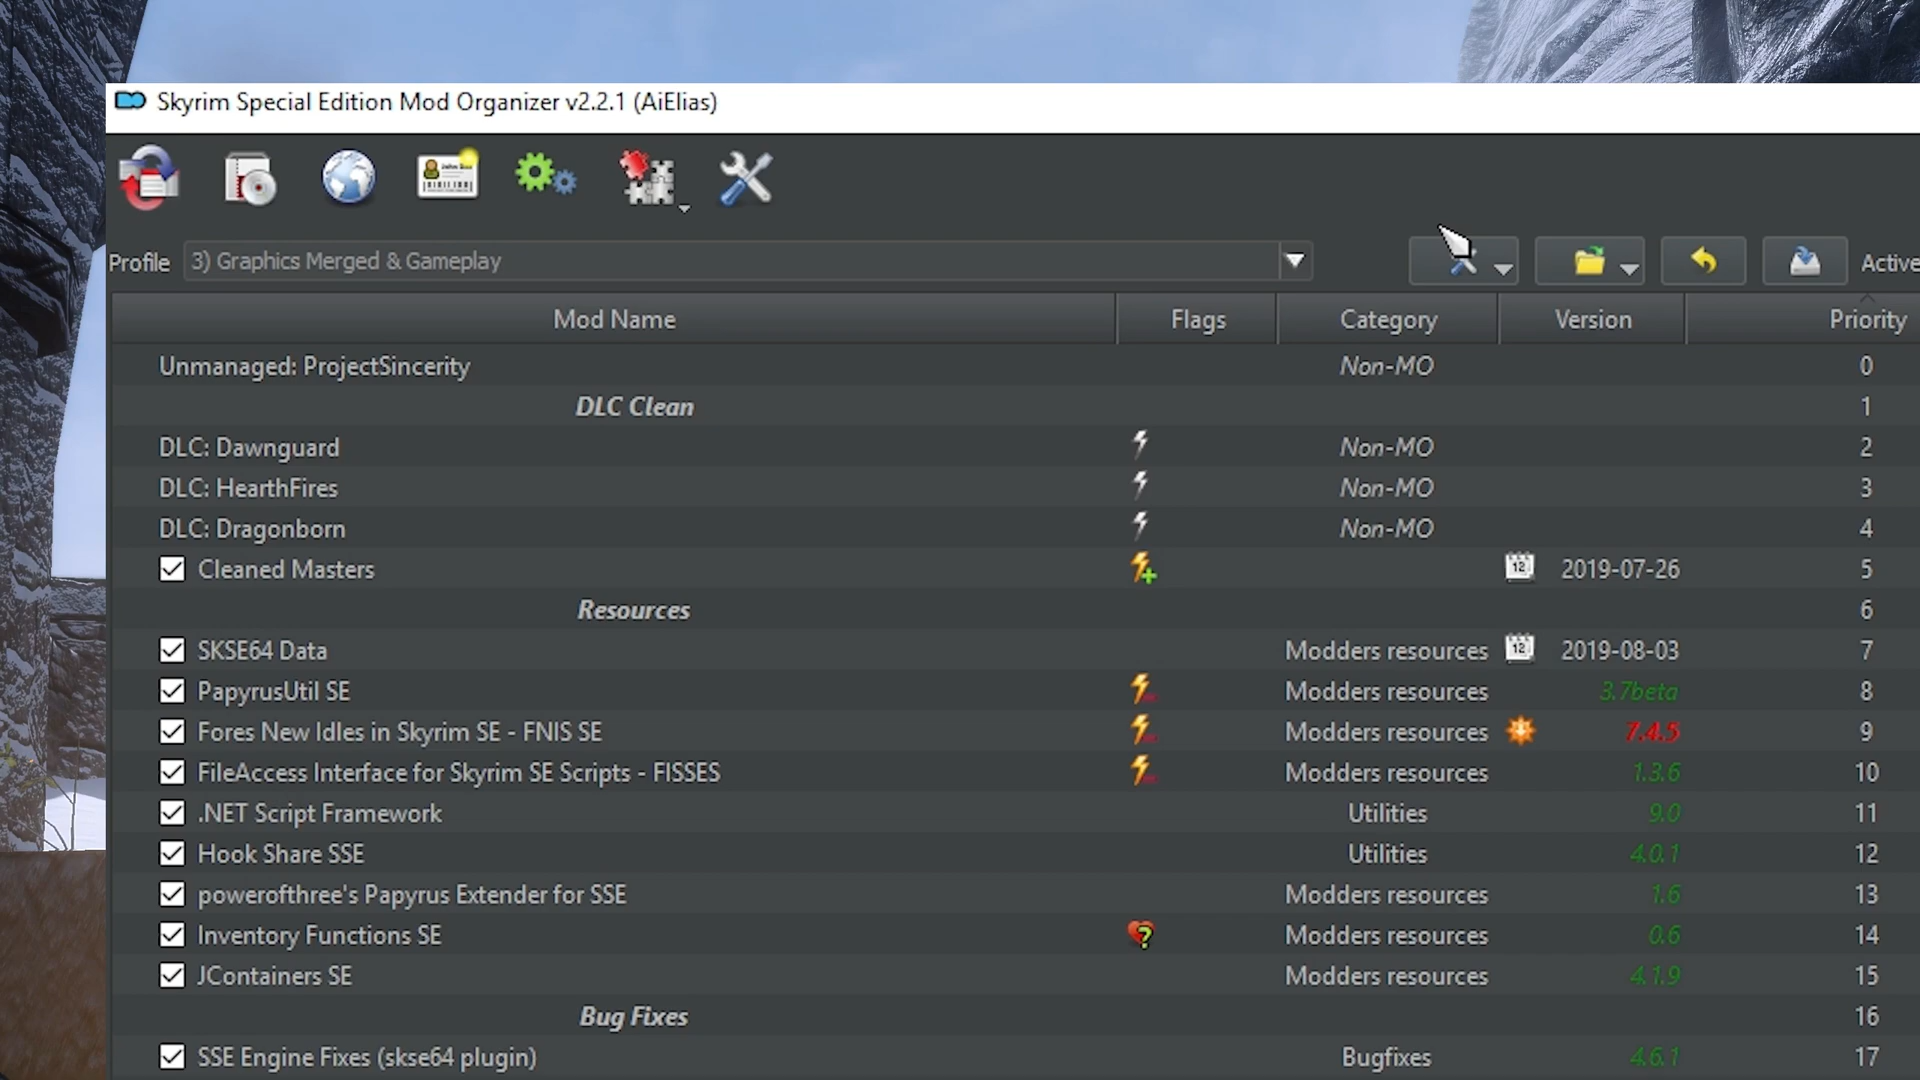 Skyrim Special Edition Mod Organizer v2.2.1 (AiElias)
Profile 3) Graphics Merged & Gameplay Active
Mod Name Flags Category Version Priority
Unmanaged: ProjectSincerity Non-MO 0
DLC Clean 1
DLC: Dawnguard Non-MO 2
DLC: HearthFires Non-MO 3
DLC: Dragonborn Non-MO 4
Cleaned Masters 12 2019-07-26 5
Resources 6
SKSE64 Data Modders resources 12 2019-08-03 7
PapyrusUtil SE Modders resources 3.7beta 8
Fores New Idles in Skyrim SE - FNIS SE Modders resources 7.4.5 9
FileAccess Interface for Skyrim SE Scripts - FISSES Modders resources 1.3.6 10
.NET Script Framework Utilities 9.0 11
Hook Share SSE Utilities 4.0.1 12
powerofthree's Papyrus Extender for SSE Modders resources 1.6 13
Inventory Functions SE ? Modders resources 0.6 14
JContainers SE Modders resources 4.1.9 15
Bug Fixes 16
SSE Engine Fixes (skse64 plugin) Bugfixes 4.6.1 17